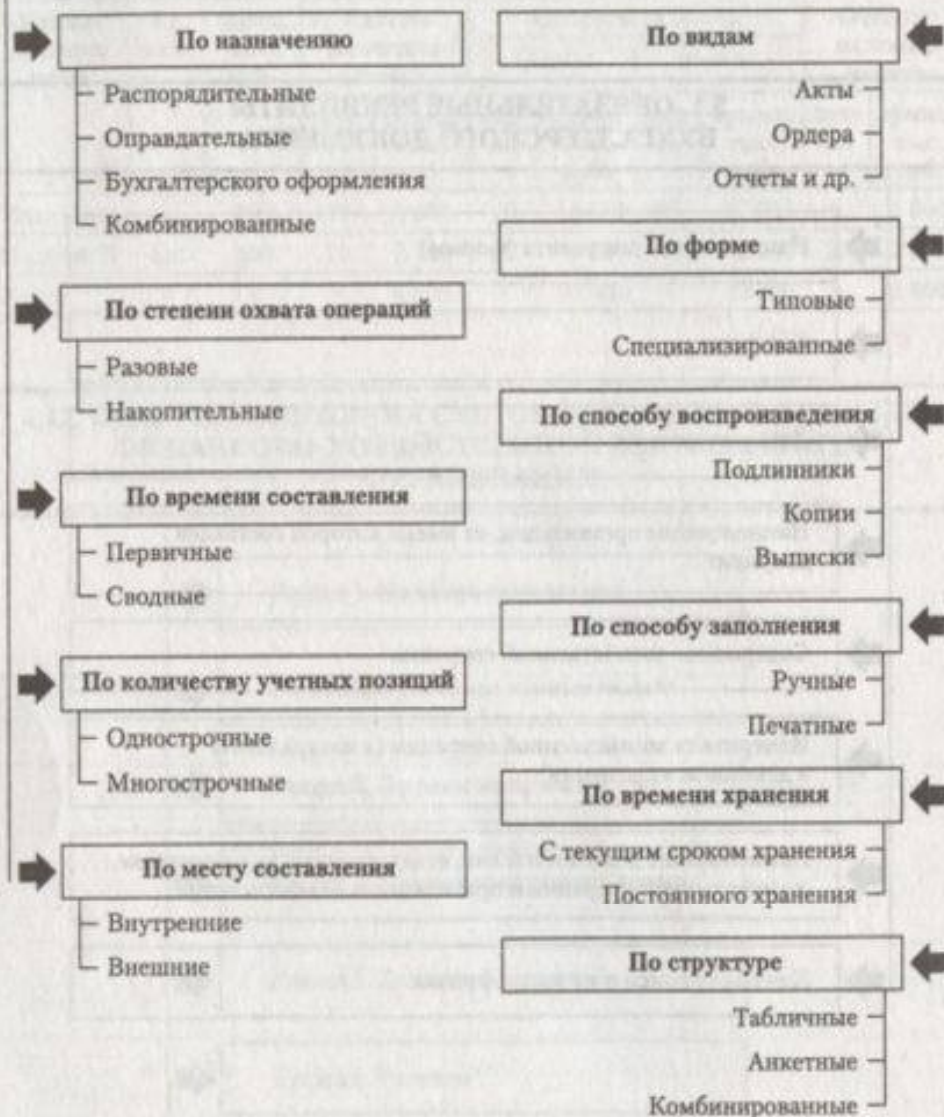 По назначению
Распорядительные
Оправдательные
Бухгалтерского оформления
Комбинированные
По степени охвата операций
Разовые
Накопительные
По времени составления
Первичные
Сводные
По количеству учетных позиций
Однострочные
Многострочные
По месту составления
Внутренние
Внешние
По видам
Акты
Ордера
Отчеты и др.
По форме
Типовые
Специализированные
По способу воспроизведения
Подлинники
Копии
Выписки
По способу заполнения
Ручные
Печатные
По времени хранения
С текущим сроком хранения
Постоянного хранения
По структуре
Табличные
Анкетные
Комбинированные